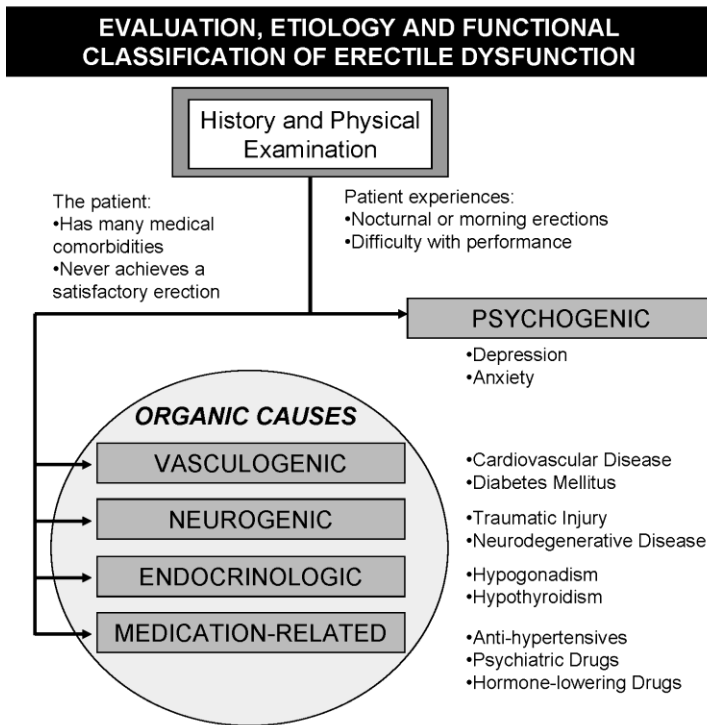 EVALUATION, ETIOLOGY AND FUNCTIONAL
CLASSIFICATION OF ERECTILE DYSFUNCTION
History and Physical
Examination
The patient:
•Has many medical
comorbidities
•Never achieves a
satisfactory erection
Patient experiences:
•Nocturnal or morning erections
•Difficulty with performance
PSYCHOGENIC
•Depression
•Anxiety
ORGANIC CAUSES
VASCULOGENIC
•Cardiovascular Disease
•Diabetes Mellitus
NEUROGENIC
•Traumatic Injury
•Neurodegenerative Disease
ENDOCRINOLOGIC
•Hypogonadism
•Hypothyroidism
MEDICATION-RELATED
•Anti-hypertensives
•Psychiatric Drugs
•Hormone-lowering Drugs